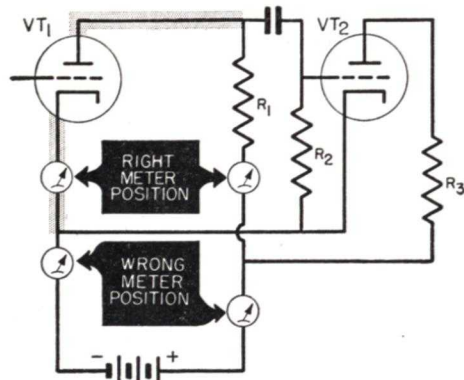 VT1
VT2
R1
RIGHT
METER
POSITION
R2
R3
WRONG
METER
POSITION
- +